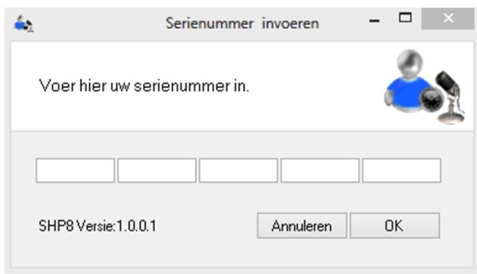 Serienummer invoeren
Voer hier uw serienummer in.
SHP8 Versie:1.0.0.1
Annuleren
OK